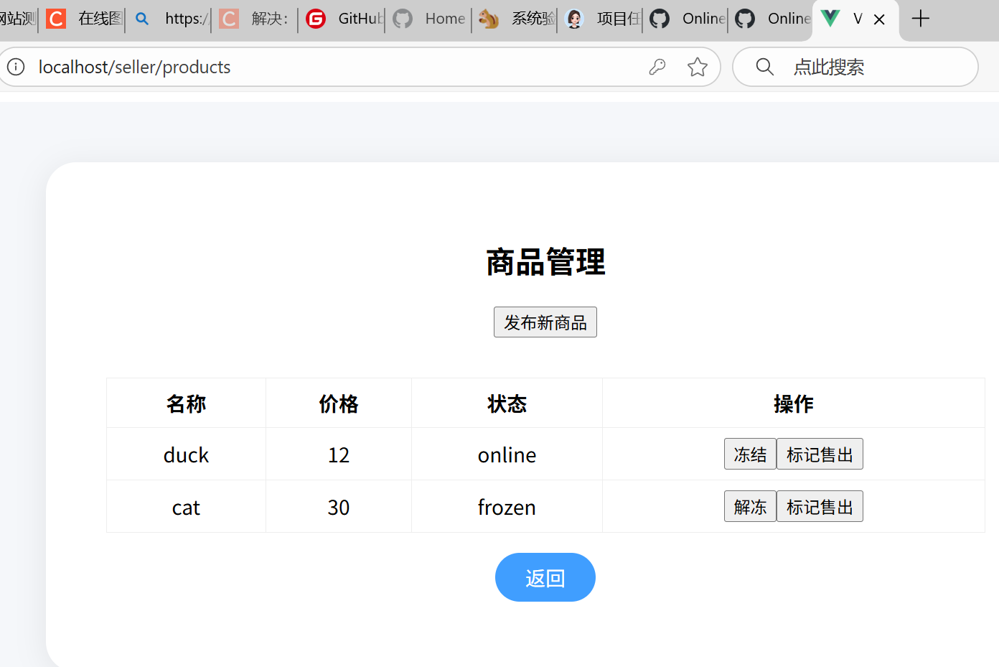 网站测 在线图 https:/ 解决: GitHub Home 系统验 项目任 Online Online V
localhost/seller/products 点此搜索
商品管理
发布新商品
名称 价格 状态 操作
duck 12 online 冻结 标记售出
cat 30 frozen 解冻 标记售出
返回